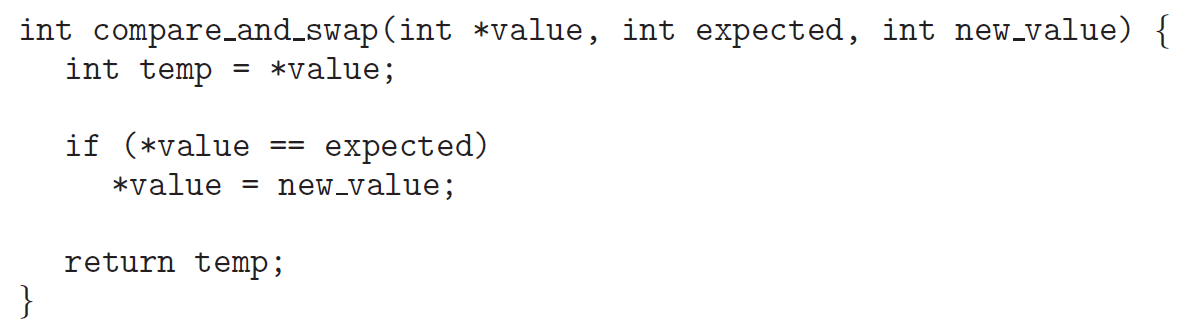 int compare_and_swap(int *value, int expected, int new_value) {
int temp = *value;
if (*value == expected)
*value = new_value;
return temp;
}